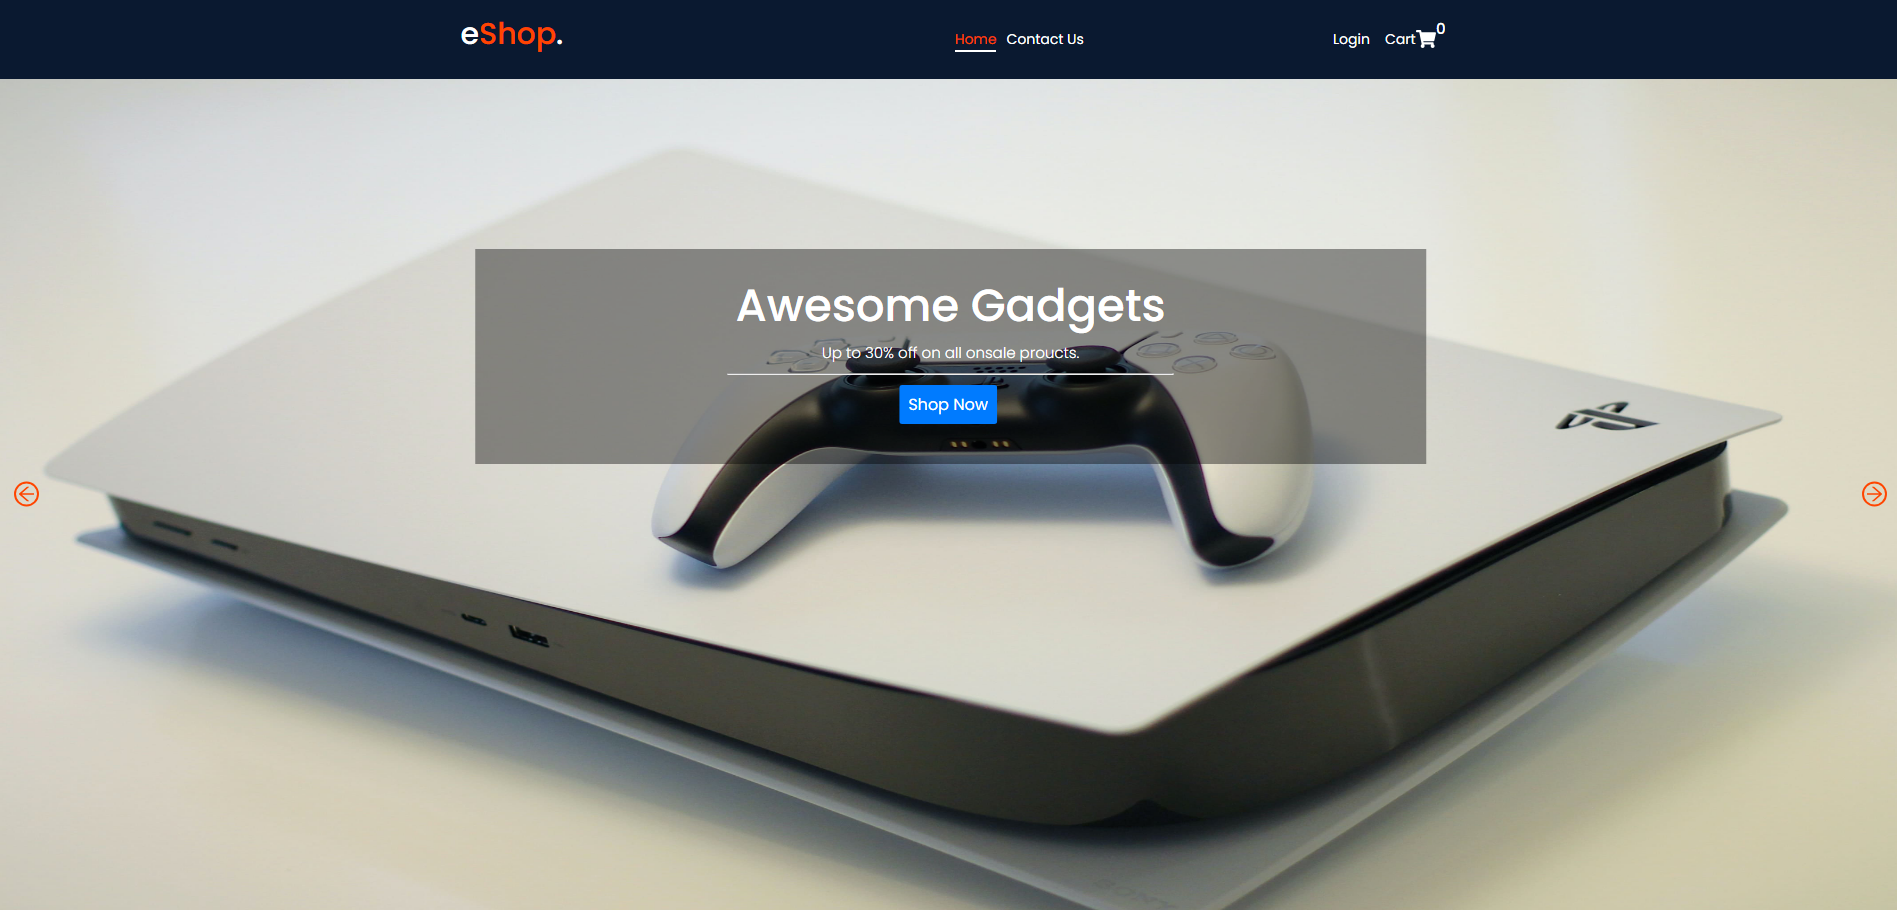 eShop.
Home Contact Us
Login Cart 0
Awesome Gadgets
Up to 30% off on all onsale proucts.
Shop Now
SONY